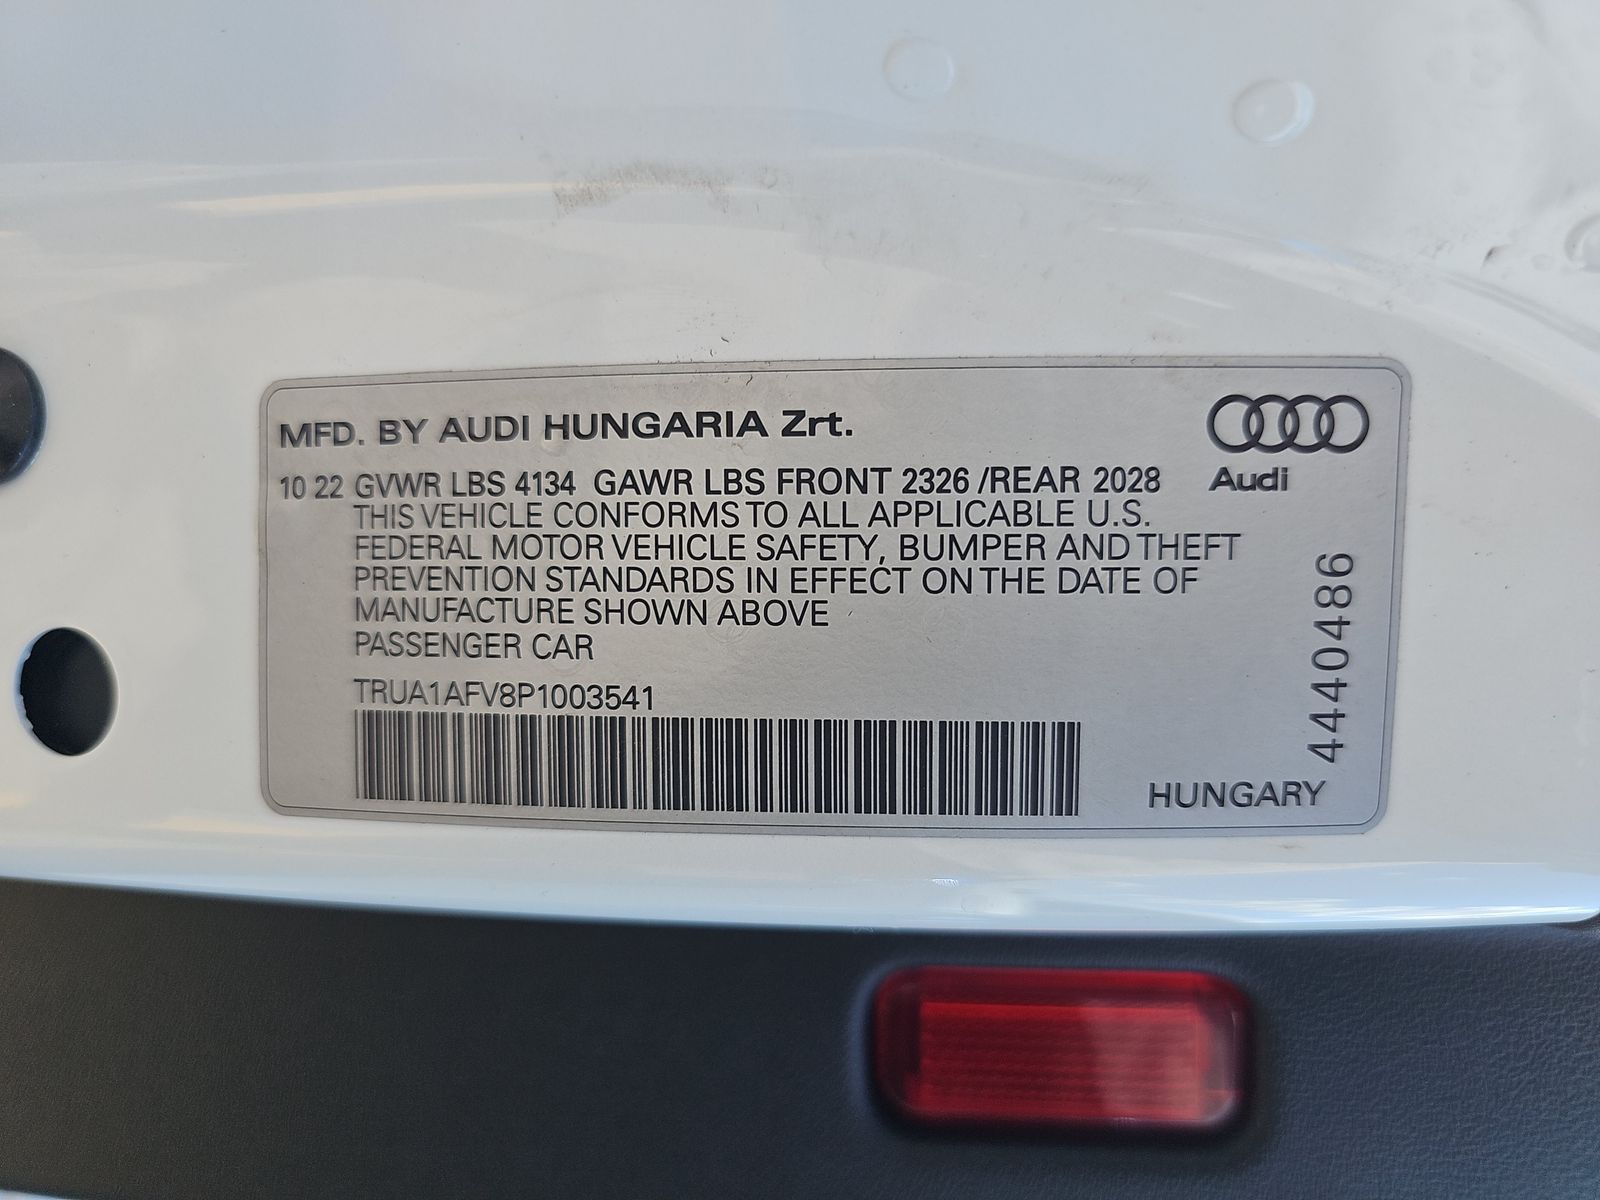 MFD. BY AUDI HUNGARIA Zrt.
10 22 GVWR LBS 4134 GAWR LBS FRONT 2326 /REAR 2028
Audi
THIS VEHICLE CONFORMS TO ALL APPLICABLE U.S.
FEDERAL MOTOR VEHICLE SAFETY, BUMPER AND THEFT
PREVENTION STANDARDS IN EFFECT ON THE DATE OF
MANUFACTURE SHOWN ABOVE
PASSENGER CAR
TRUA1AFV8P1003541
4440486
HUNGARY